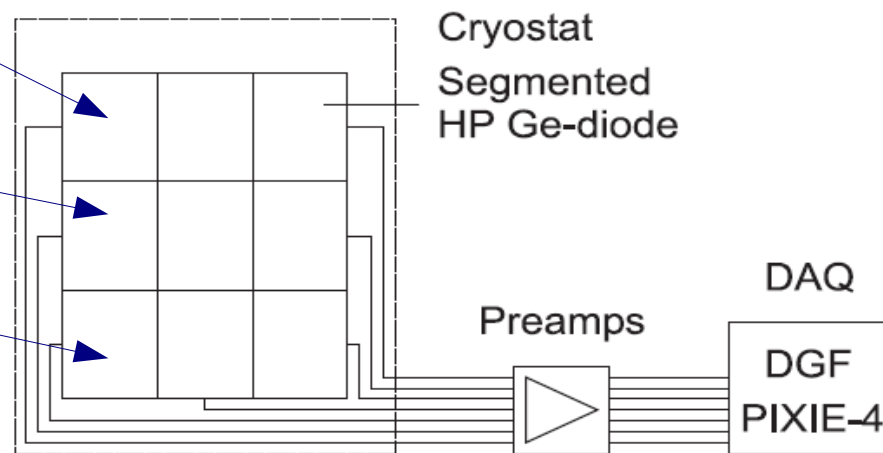 Cryostat
Segmented
HP Ge-diode
DAQ
Preamps
DGF
PIXIE-4